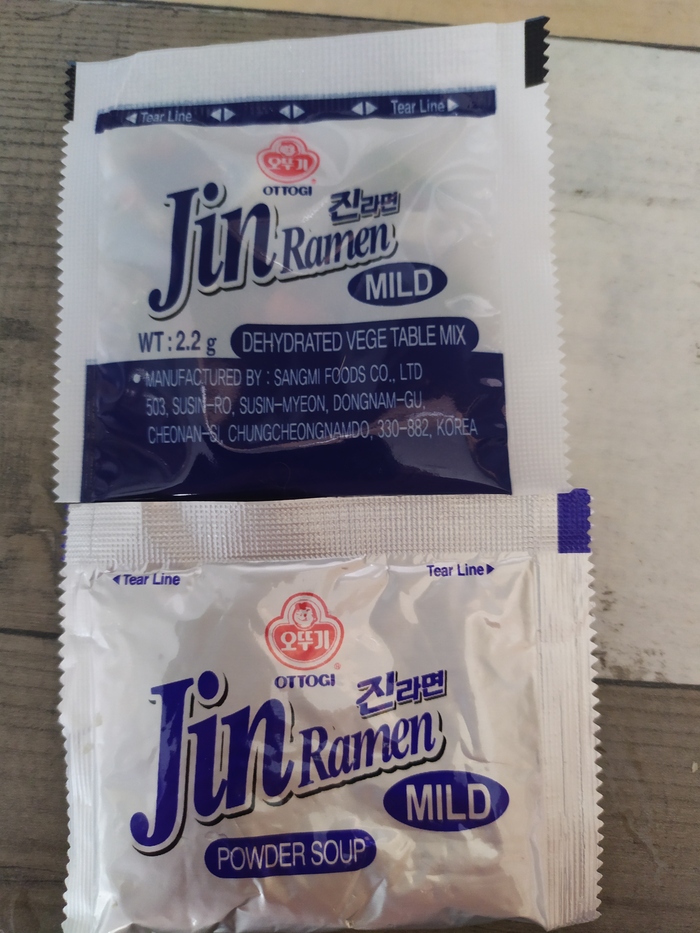 ◀ Tear Line ◀▶ ◀▶ ◀▶ Tear Line ▶
오뚜기
OTTOGI
Jin Ramen 진라면
MILD
WT : 2.2 g DEHYDRATED VEGE TABLE MIX
MANUFACTURED BY : SANGMI FOODS CO., LTD
503, SUSIN-RO, SUSIN-MYEON, DONGNAM-GU,
CHEONAN-SI, CHUNGCHEONGNAMDO, 330-882, KOREA
◀ Tear Line Tear Line ▶
오뚜기
OTTOGI
Jin Ramen 진라면
MILD
POWDER SOUP